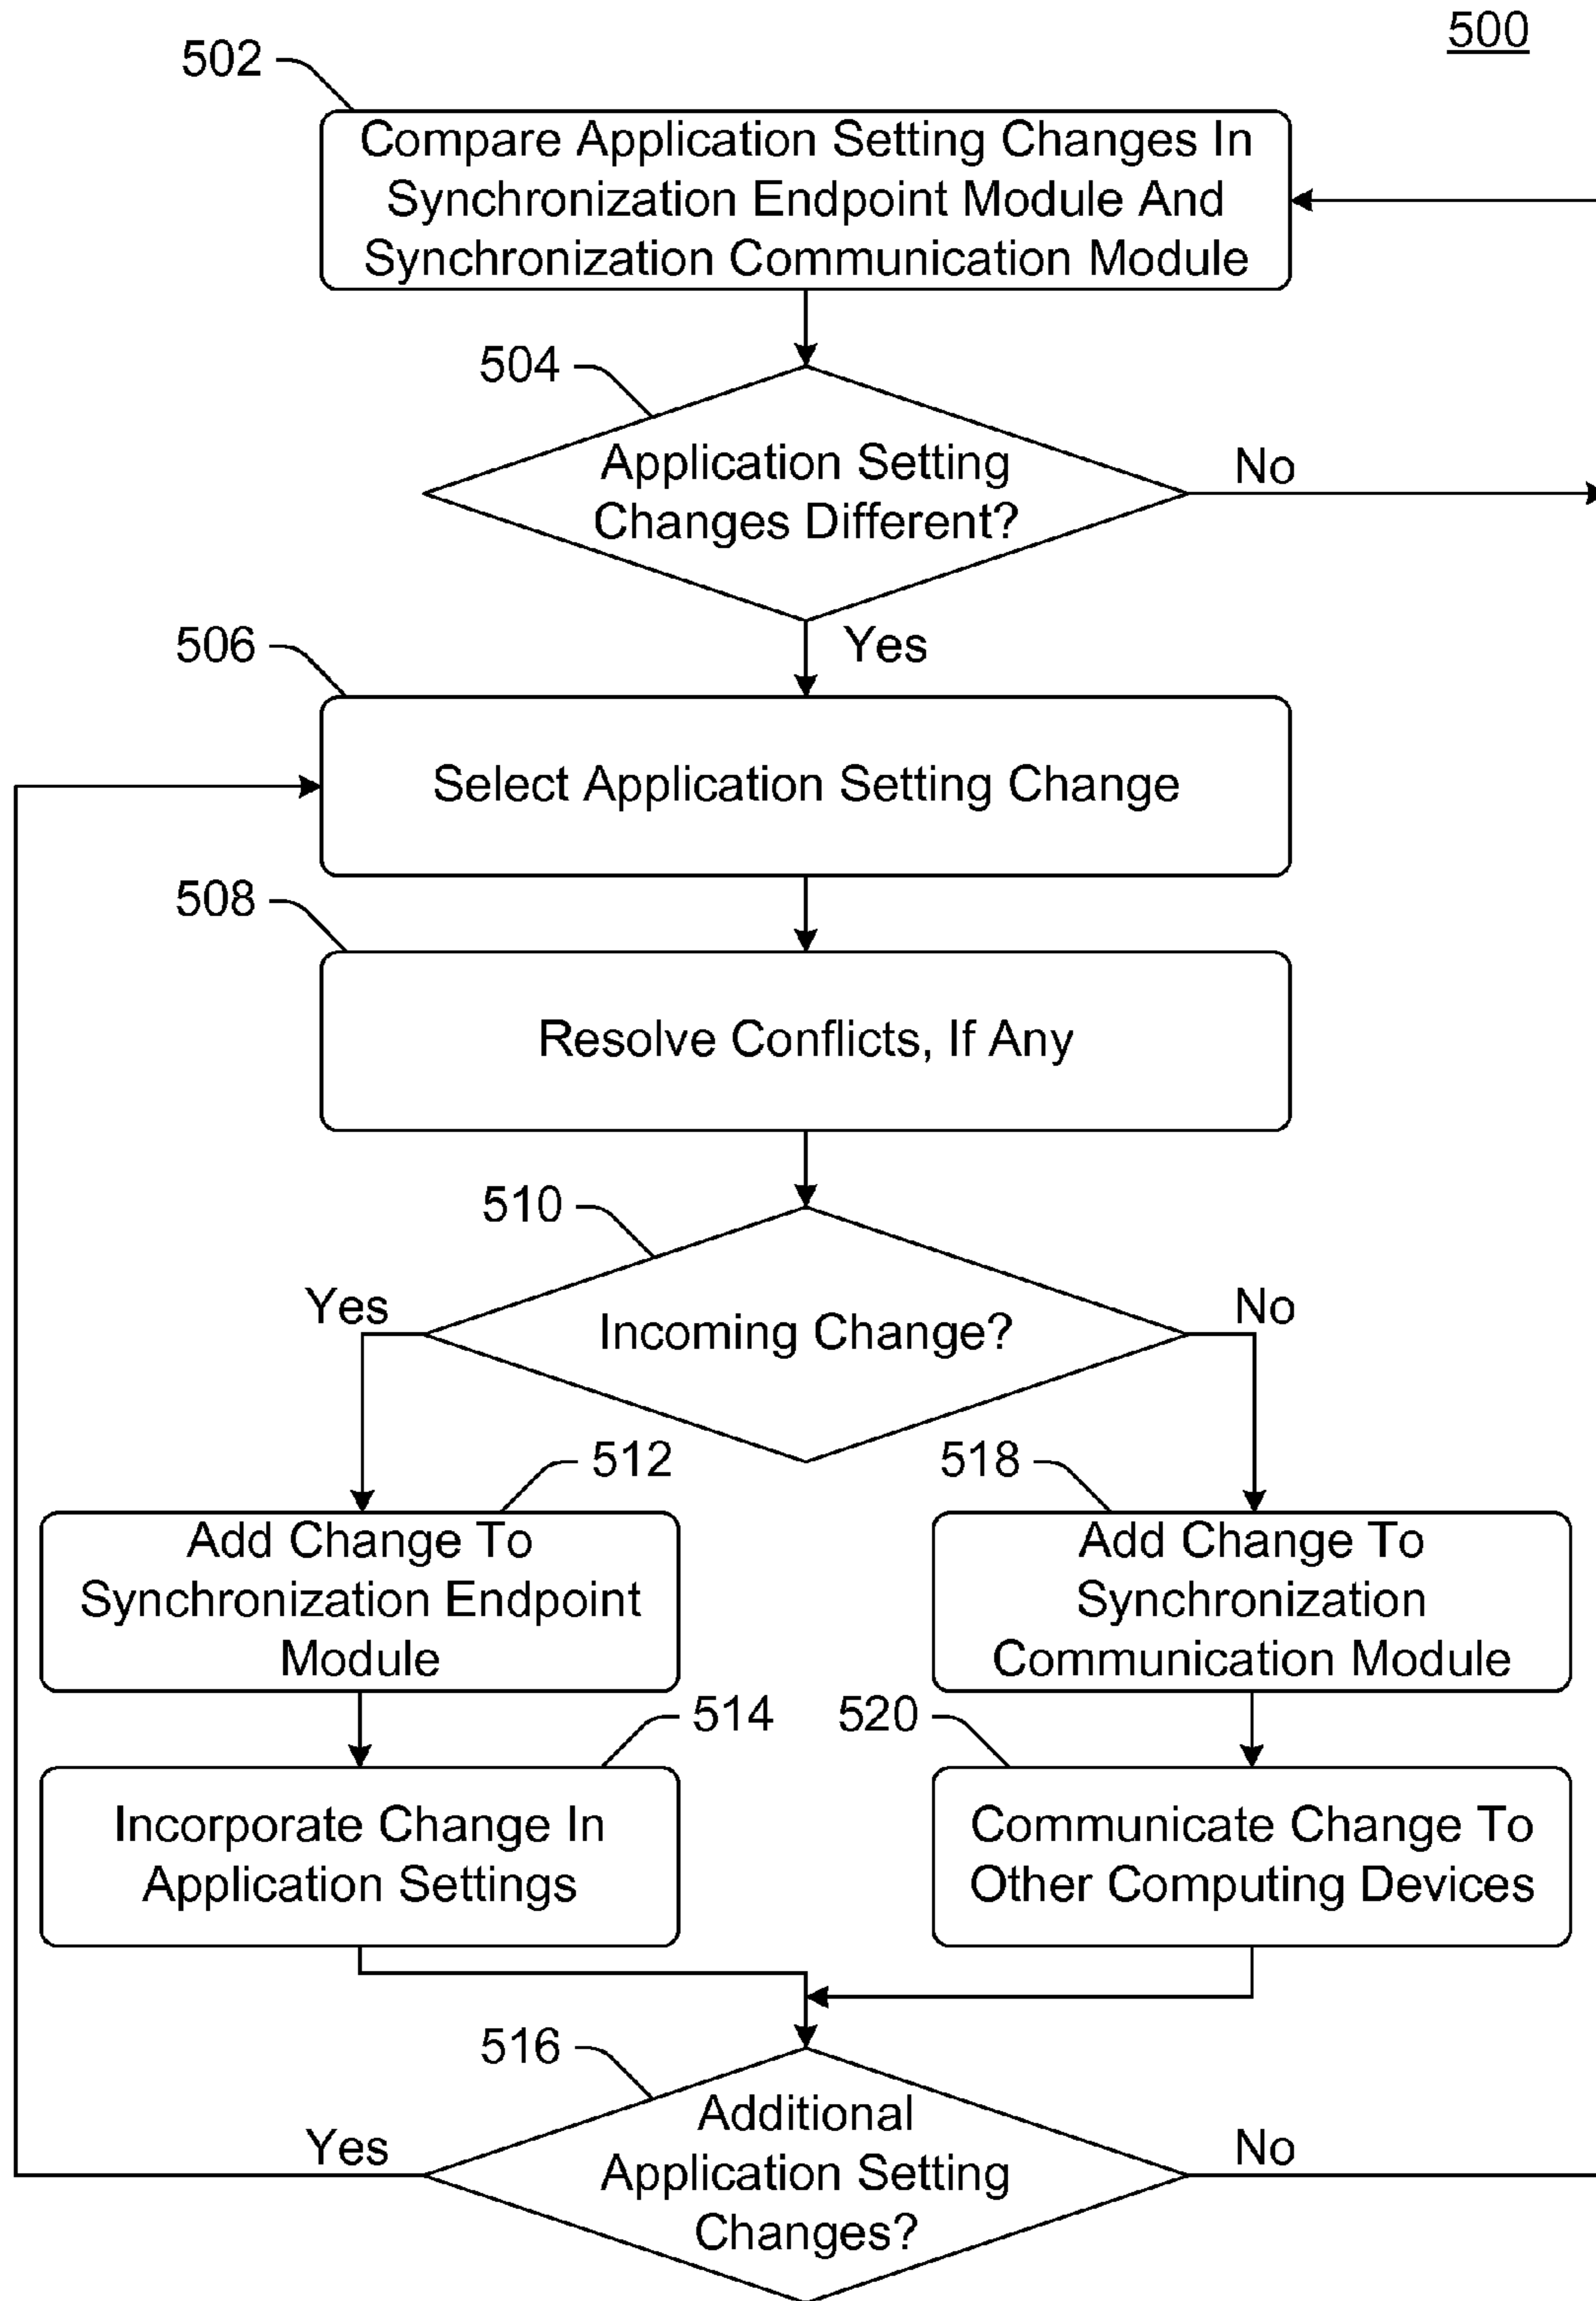 500
502
Compare Application Setting Changes In
Synchronization Endpoint Module And
Synchronization Communication Module
504
Application Setting
Changes Different?
No
Yes
506
Select Application Setting Change
508
Resolve Conflicts, If Any
510
Yes
Incoming Change?
No
512
518
Add Change To
Synchronization Endpoint
Module
Add Change To
Synchronization
Communication Module
514
520
Incorporate Change In
Application Settings
Communicate Change To
Other Computing Devices
516
Yes
Additional
Application Setting
Changes?
No